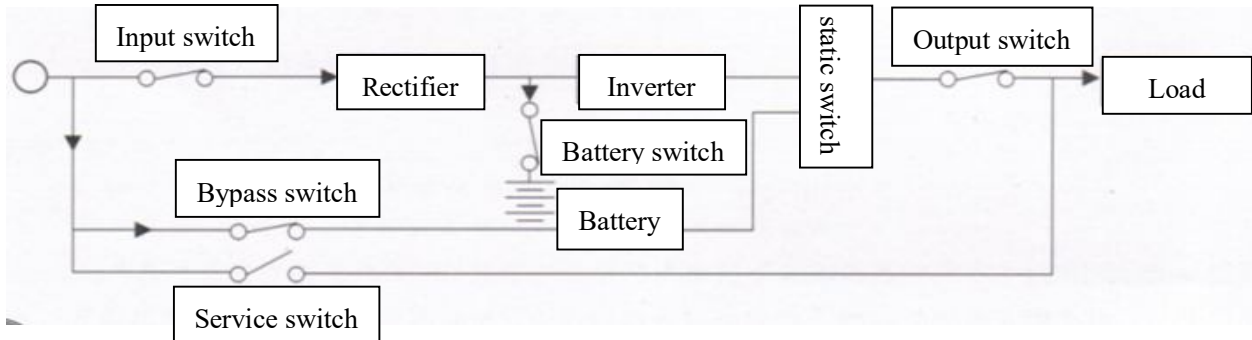 Input switch
Rectifier
Inverter
static switch
Output switch
Load
Battery switch
Bypass switch
Battery
Service switch